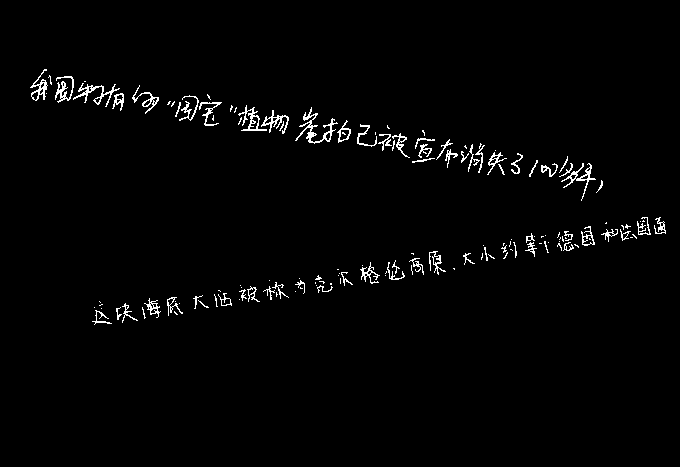 我国特有的“国宝”植物崖柏已被宣布消失了100多年，
这块海底大陆被称为克尔格伦高原，大小约等于德国和法国面